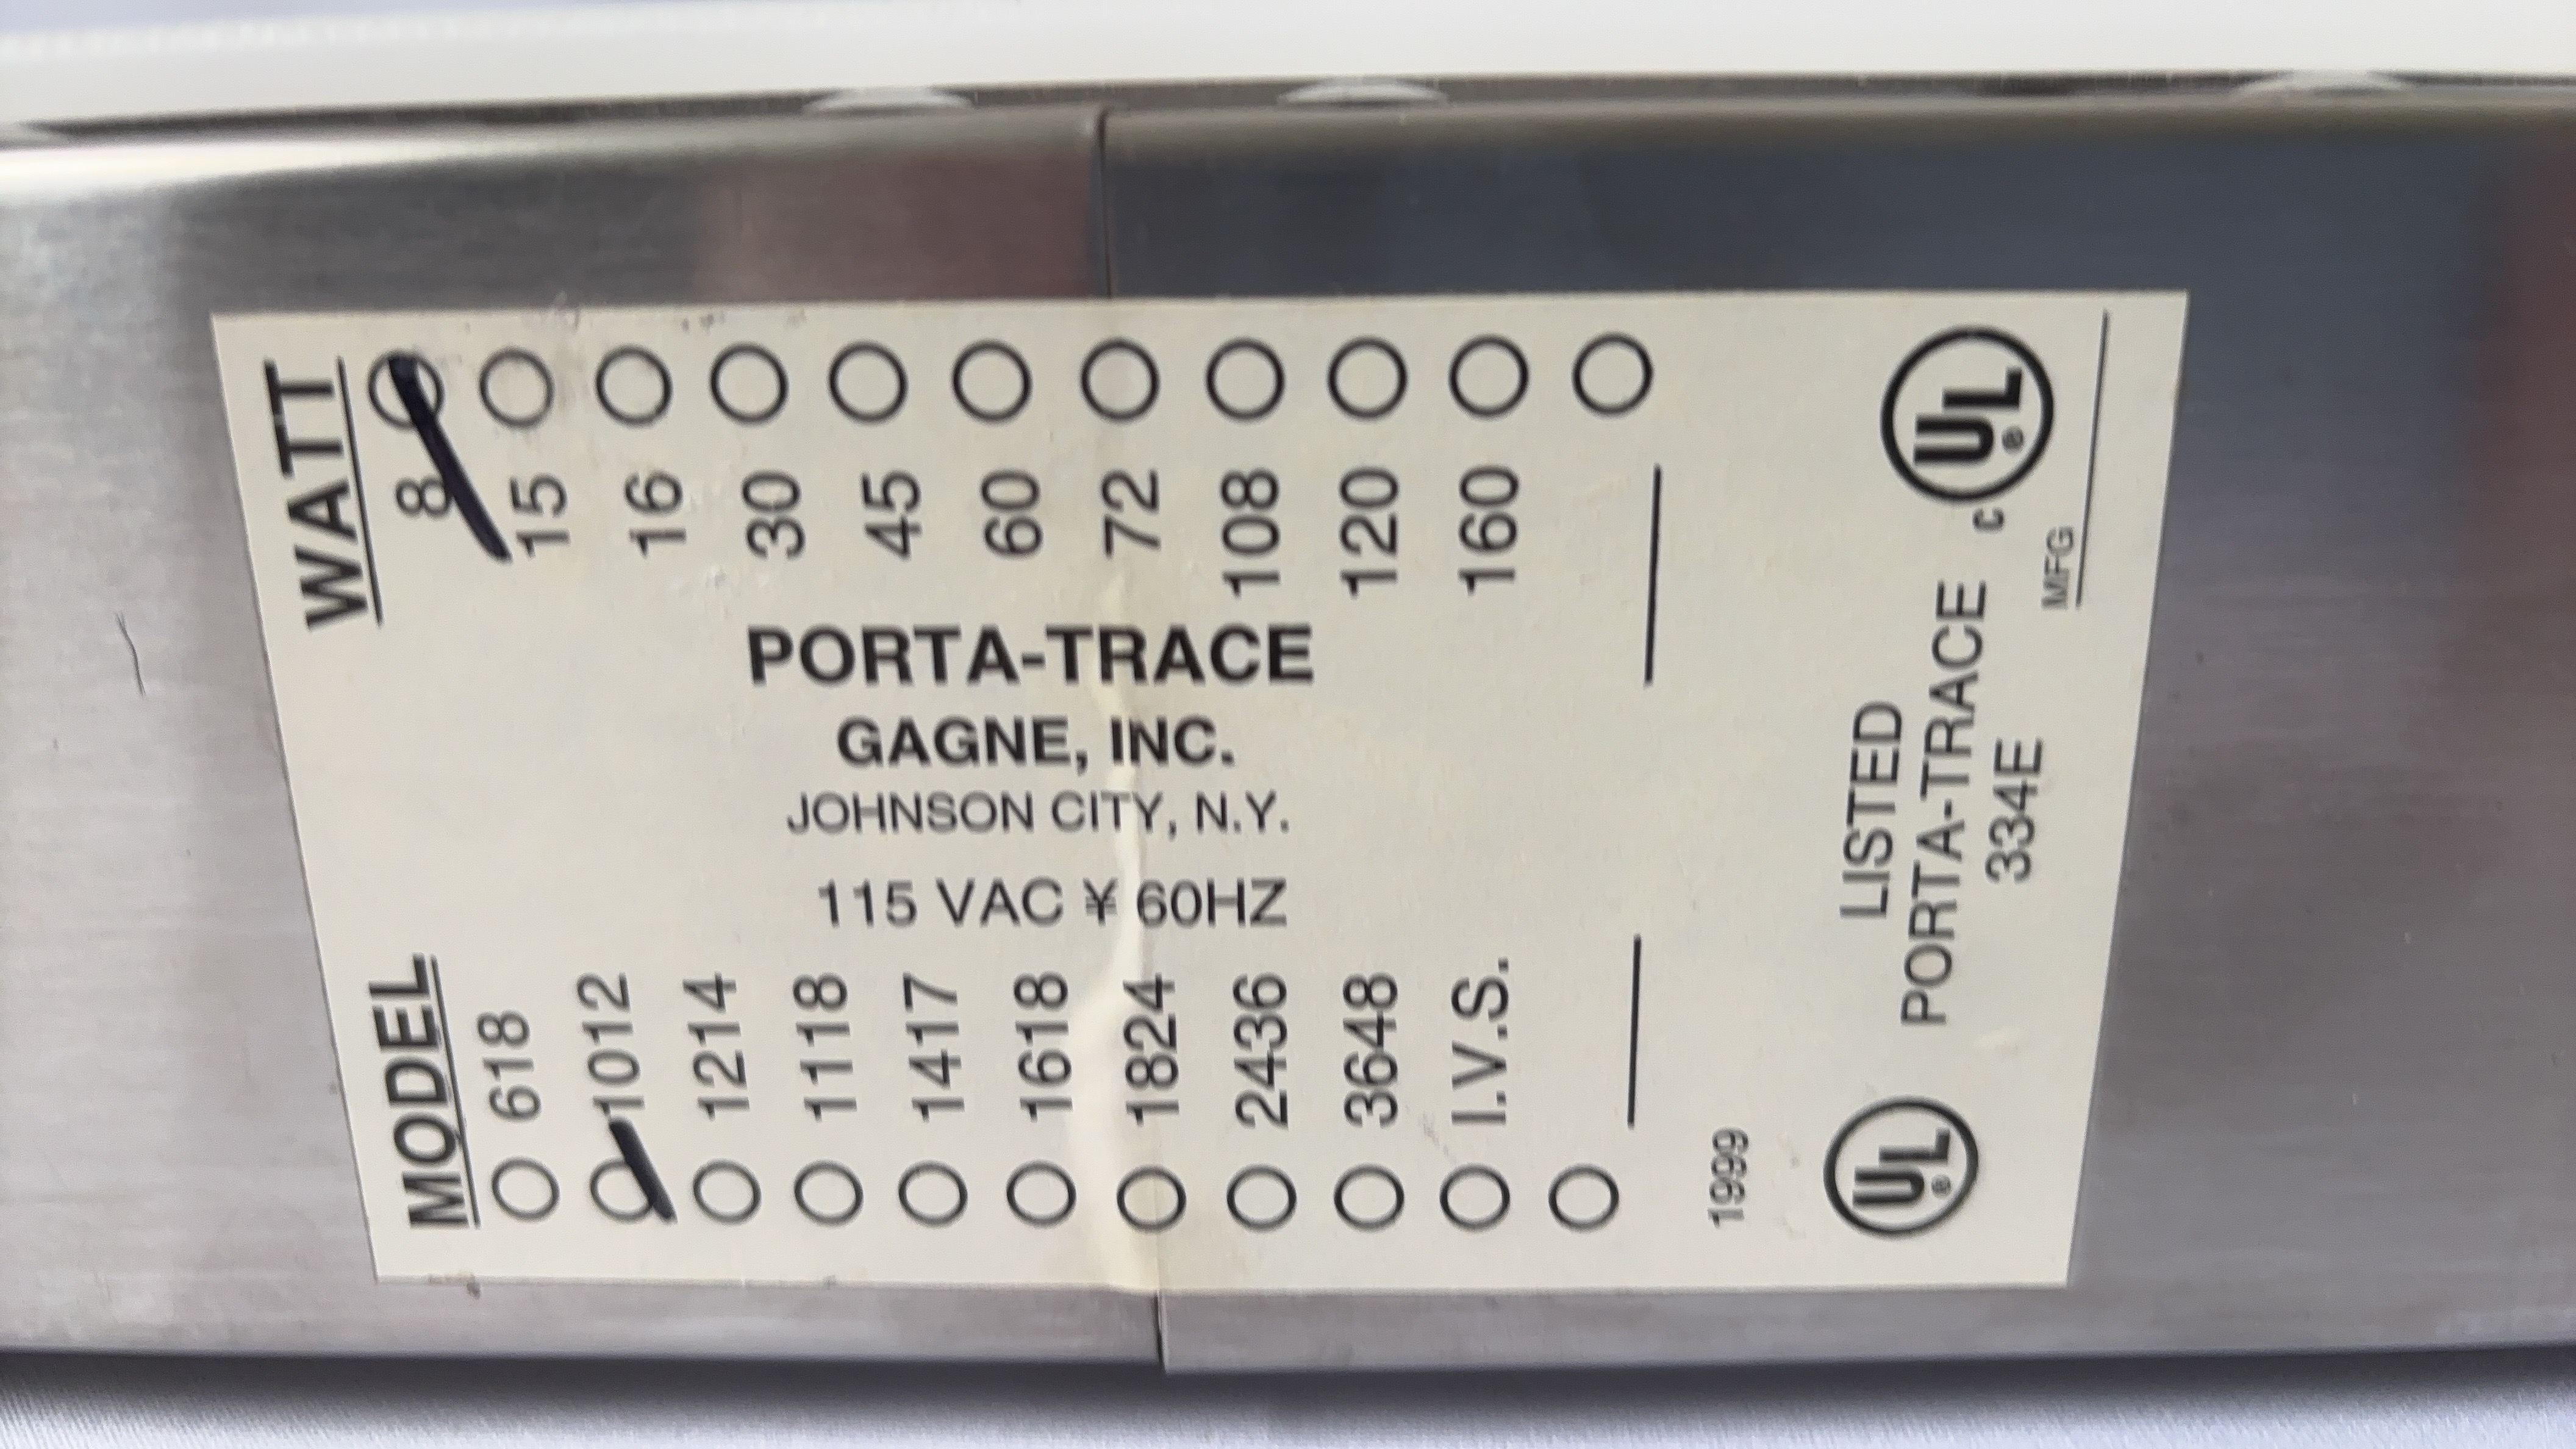 WATT
8
15
16
30
45
60
72
108
120
160
PORTA-TRACE
GAGNE, INC.
JOHNSON CITY, N.Y.
115 VAC ¥ 60HZ
MODEL
618
1012
1214
1118
1417
1618
1824
2436
3648
I.V.S.
1999
UL ®
LISTED
PORTA-TRACE
334E
C UL ®
MFG